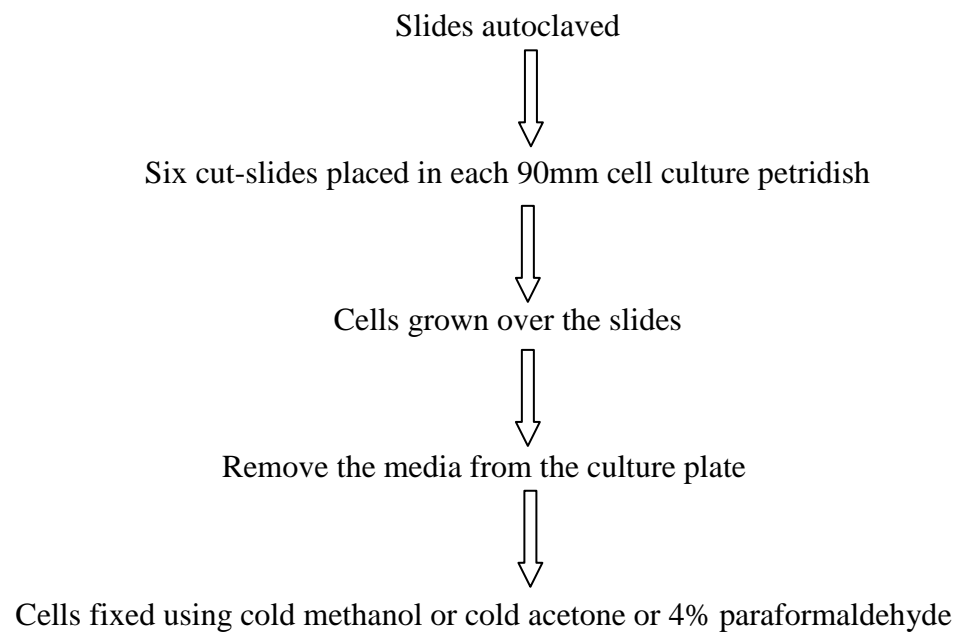 Slides autoclaved
Six cut-slides placed in each 90mm cell culture petridish
Cells grown over the slides
Remove the media from the culture plate
Cells fixed using cold methanol or cold acetone or 4% paraformaldehyde